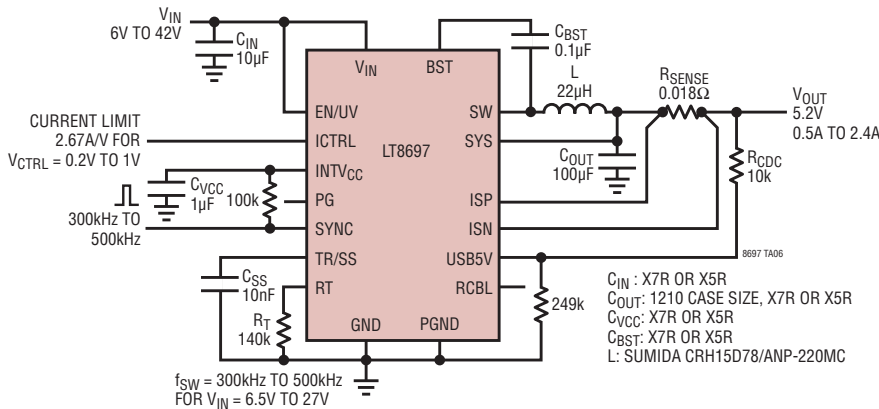 VIN
6V TO 42V
CIN
10µF
CBST
0.1µF
VIN
BST
L
22µH
RSENSE
0.018Ω
VOUT
5.2V
0.5A TO 2.4A
EN/UV
SW
CURRENT LIMIT
2.67A/V FOR
VCTRL = 0.2V TO 1V
ICTRL
LT8697
SYS
COUT
100µF
RCDC
10k
INTVCC
CVCC
1µF
100k
PG
ISP
300kHz TO
500kHz
SYNC
ISN
TR/SS
USB5V
8697 TA06
CSS
10nF
RT
RCBL
249k
RT
140k
GND
PGND
CIN : X7R OR X5R
COUT: 1210 CASE SIZE, X7R OR X5R
CVCC: X7R OR X5R
CBST: X7R OR X5R
L: SUMIDA CRH15D78/ANP-220MC
fSW = 300kHz TO 500kHz
FOR VIN = 6.5V TO 27V